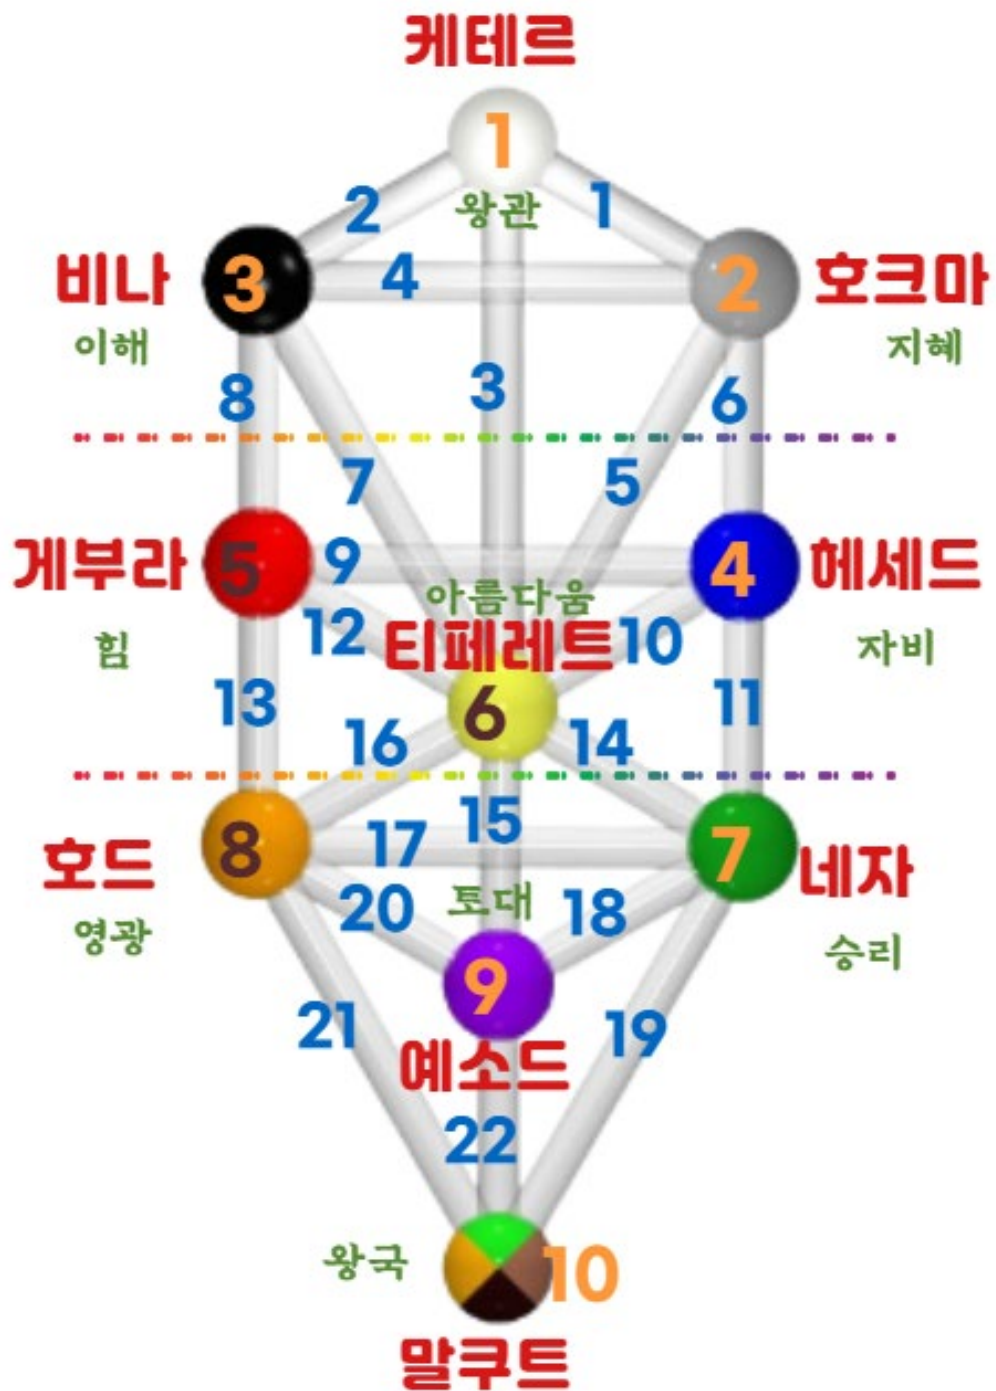 케테르
1
2
1
왕관
비나
3
4
2
호크마
이해
지혜
8
3
6
7
5
게부라
5
9
4
헤세드
아름다움
12
티페레트
10
힘
자비
13
6
11
16
14
15
호드
8
17
7
네자
20
토대
18
영광
승리
9
21
19
예소드
22
왕국
10
말쿠트